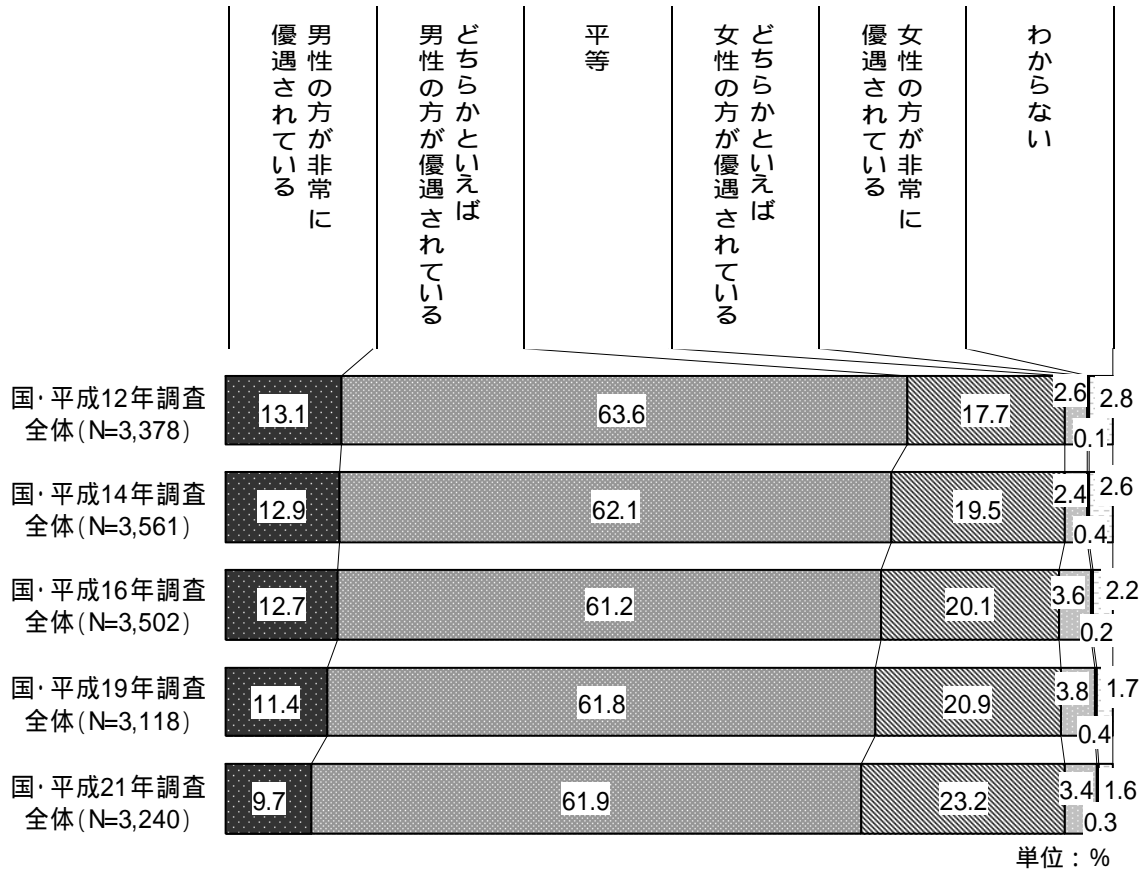 男性の方が非常に
優遇されている
どちらかといえば
男性の方が優遇されている
平等
どちらかといえば
女性の方が優遇されている
女性の方が非常に
優遇されている
わからない
国・平成12年調査
全体(N=3,378)
13.1
63.6
17.7
2.6
0.1
2.8
国・平成14年調査
全体(N=3,561)
12.9
62.1
19.5
2.4
0.4
2.6
国・平成16年調査
全体(N=3,502)
12.7
61.2
20.1
3.6
0.2
2.2
国・平成19年調査
全体(N=3,118)
11.4
61.8
20.9
3.8
0.4
1.7
国・平成21年調査
全体(N=3,240)
9.7
61.9
23.2
3.4
0.3
1.6
単位：%